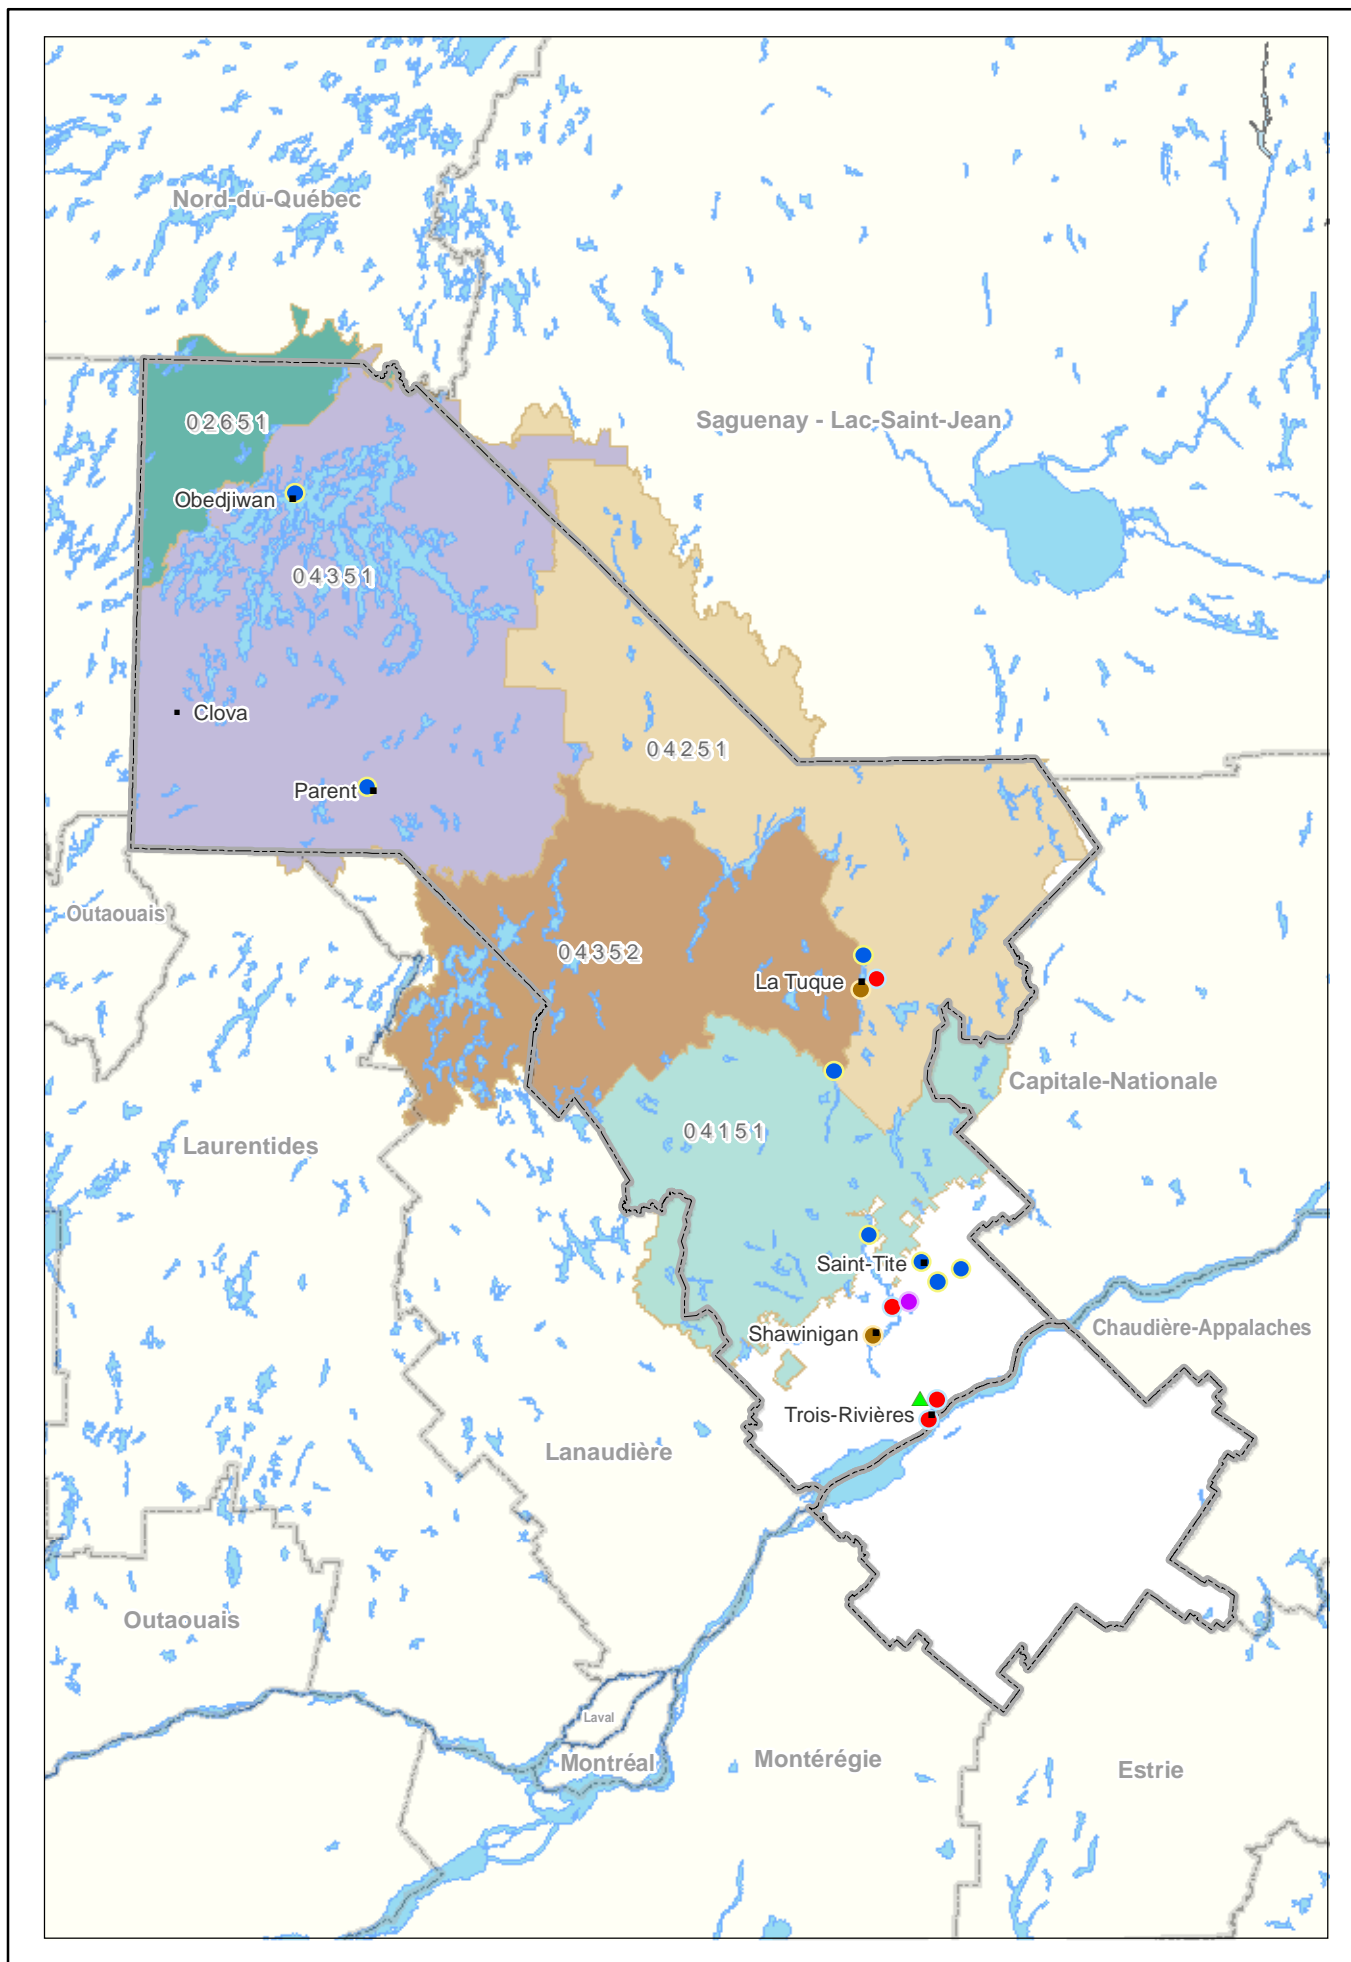 Nord-du-Québec
Saguenay - Lac-Saint-Jean
02651
Obedjiwan
04351
Clova
04251
Parent
Outaouais
04352
La Tuque
Capitale-Nationale
04151
Laurentides
Saint-Tite
Chaudière-Appalaches
Shawinigan
Trois-Rivières
Lanaudière
Outaouais
Laval
Montréal
Montérégie
Estrie